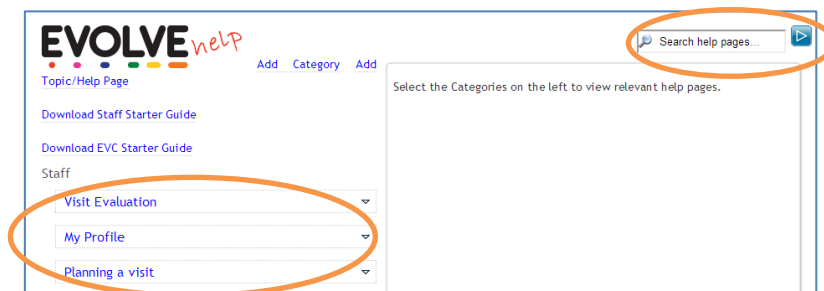 EVOLVE help
Search help pages...
Add Category Add
Topic/Help Page
Select the Categories on the left to view relevant help pages.
Download Staff Starter Guide
Download EVC Starter Guide
Staff
Visit Evaluation
My Profile
Planning a visit